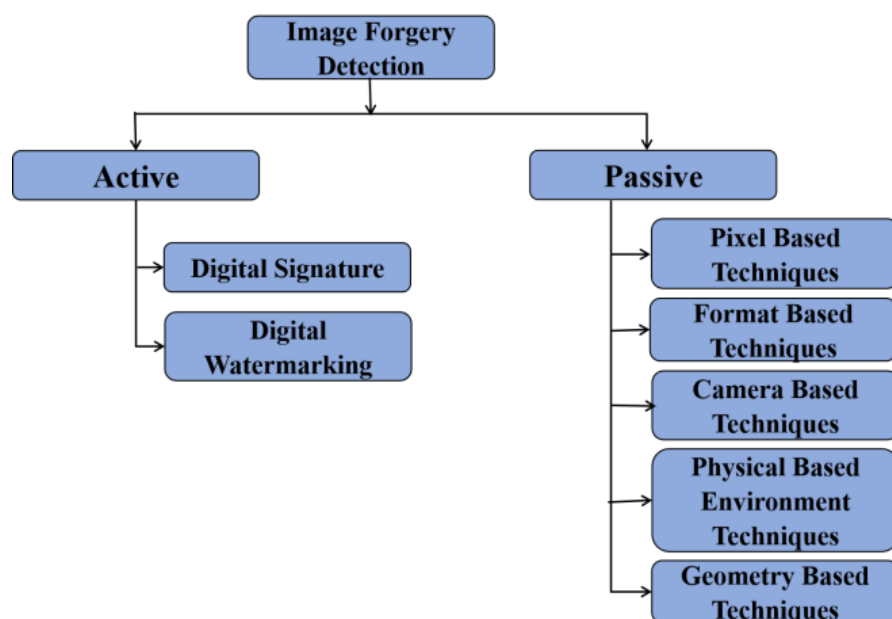 Image Forgery
Detection
Active
Passive
Digital Signature
Digital
Watermarking
Pixel Based
Techniques
Format Based
Techniques
Camera Based
Techniques
Physical Based
Environment
Techniques
Geometry Based
Techniques